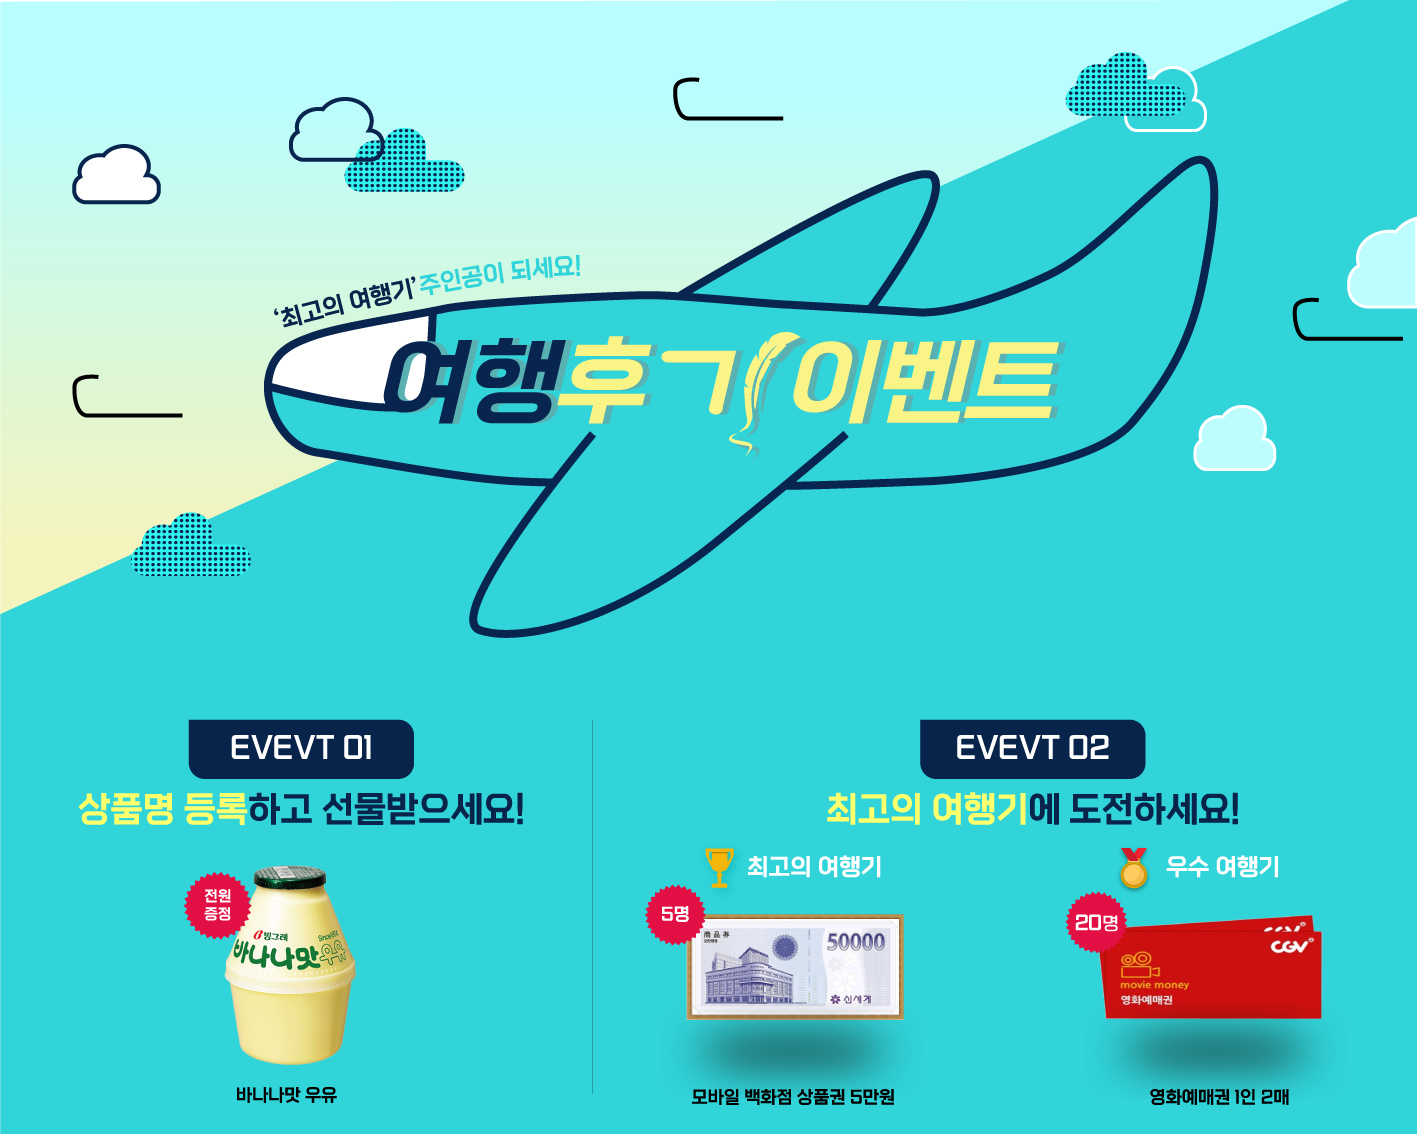 ‘최고의 여행기’ 주인공이 되세요!
여행후기 이벤트
EVEVT 01
상품명 등록하고 선물받으세요!
전원
증정
빙그레
Since1974
바나나맛우유
바나나맛 우유
EVEVT 02
최고의 여행기에 도전하세요!
최고의 여행기
5명
商品券
50000
신세계
모바일 백화점 상품권 5만원
우수 여행기
20명
CGV
CGV
movie money
영화예매권
영화예매권 1인 2매